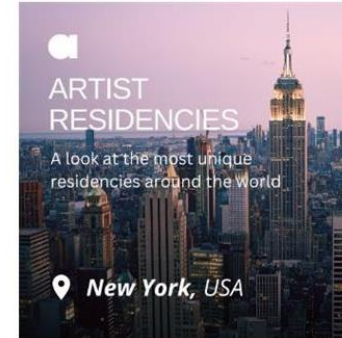 ARTIST
RESIDENCIES
A look at the most unique
residencies around the world
New York, USA